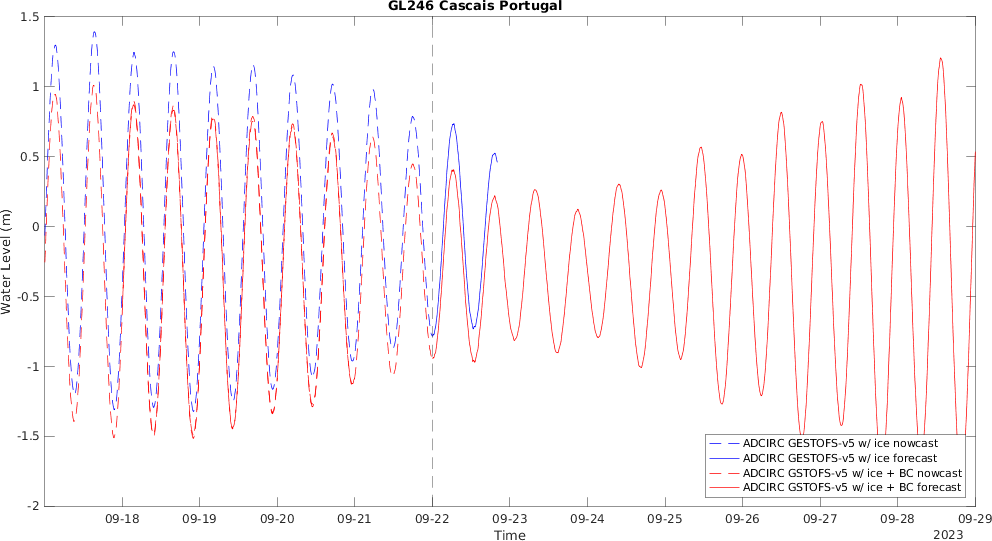 GL246 Cascais Portugal
1.5
1
0.5
0
-0.5
-1
-1.5
-2
Water Level (m)
09-18 09-19 09-20 09-21 09-22 09-23 09-24 09-25 09-26 09-27 09-28 09-29
Time
2023
ADCIRC GESTOFS-v5 w/ ice nowcast
ADCIRC GESTOFS-v5 w/ ice forecast
ADCIRC GSTOFS-v5 w/ ice + BC nowcast
ADCIRC GSTOFS-v5 w/ ice + BC forecast